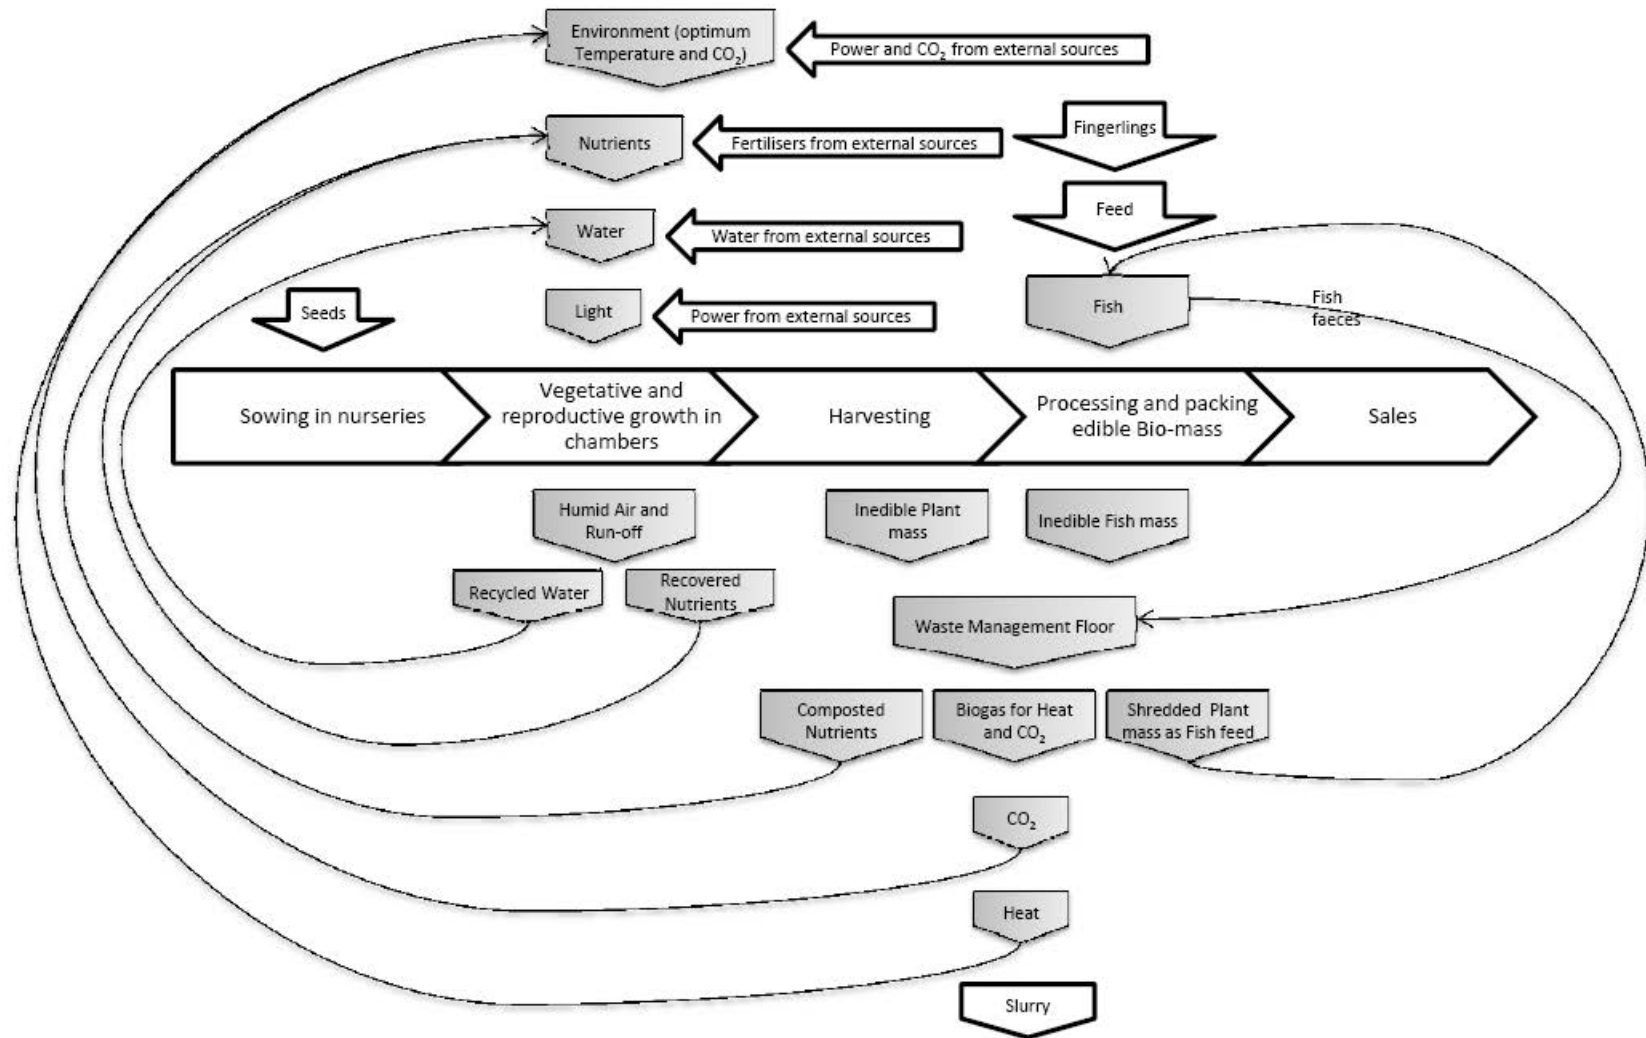 Environment (optimum
Temperature and CO₂)
Power and CO₂ from external sources
Nutrients
Fertilisers from external sources
Fingerlings
Water
Water from external sources
Feed
Seeds
Light
Power from external sources
Fish
Fish
faeces
Sowing in nurseries
Vegetative and
reproductive growth in
chambers
Harvesting
Processing and packing
edible Bio-mass
Sales
Humid Air and
Run-off
Inedible Plant
mass
Inedible Fish mass
Recycled Water
Recovered
Nutrients
Waste Management Floor
Composted
Nutrients
Biogas for Heat
and CO₂
Shredded Plant
mass as Fish feed
CO₂
Heat
Slurry